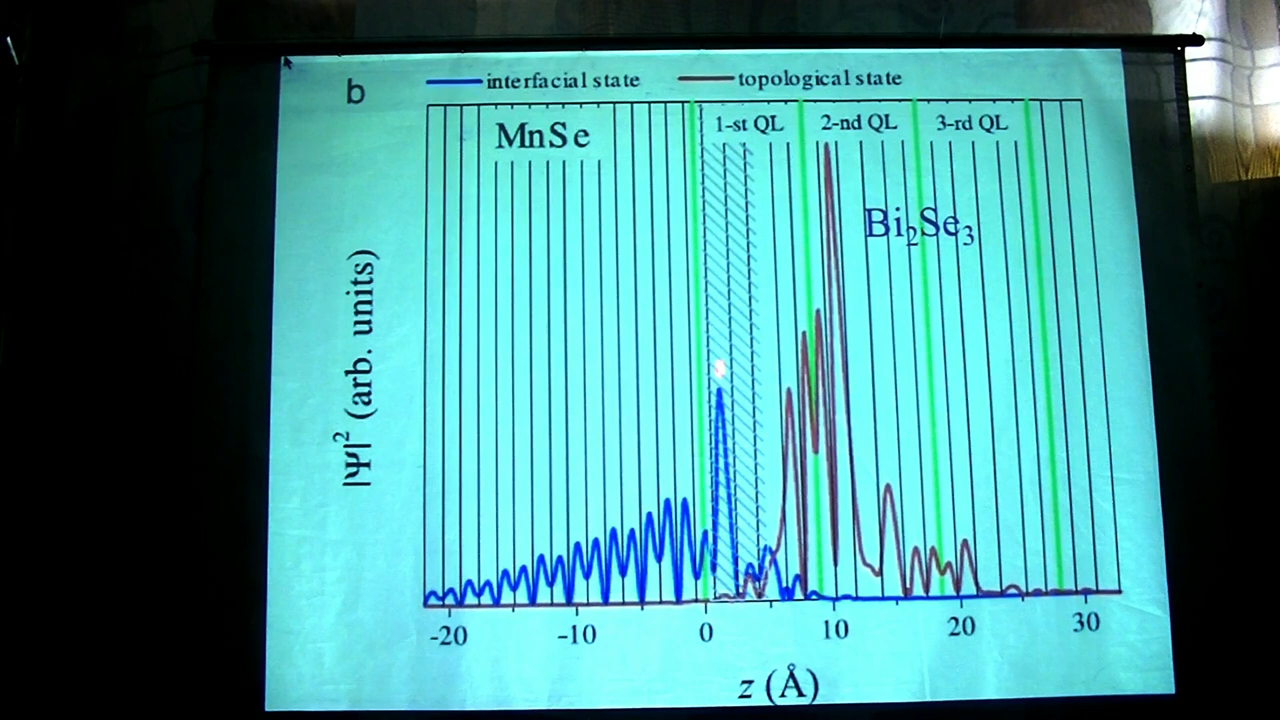 b
interfacial state
topological state
MnSe
1-st QL
2-nd QL
3-rd QL
Bi₂Se₃
|Ψ|² (arb. units)
-20
-10
0
10
20
30
z (Å)